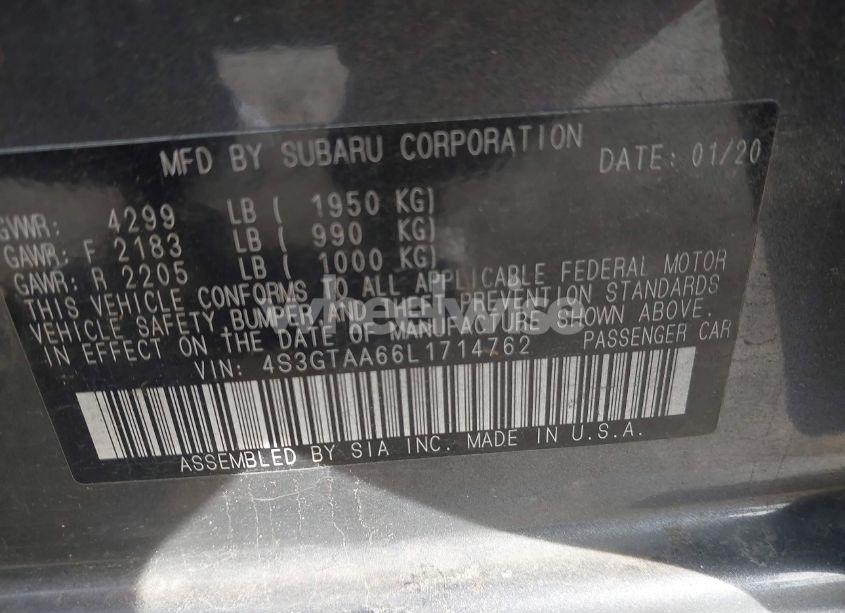 MFD BY SUBARU CORPORATION DATE: 01/20
GVWR: 4299 LB ( 1950 KG)
GAWR: F 2183 LB ( 990 KG)
GAWR: R 2205 LB ( 1000 KG)
THIS VEHICLE CONFORMS TO ALL APPLICABLE FEDERAL MOTOR
VEHICLE SAFETY, BUMPER, AND THEFT PREVENTION STANDARDS
IN EFFECT ON THE DATE OF MANUFACTURE SHOWN ABOVE.
VIN: 4S3GTAA66L1714762 PASSENGER CAR
ASSEMBLED BY SIA INC. MADE IN U.S.A.
wheelwise